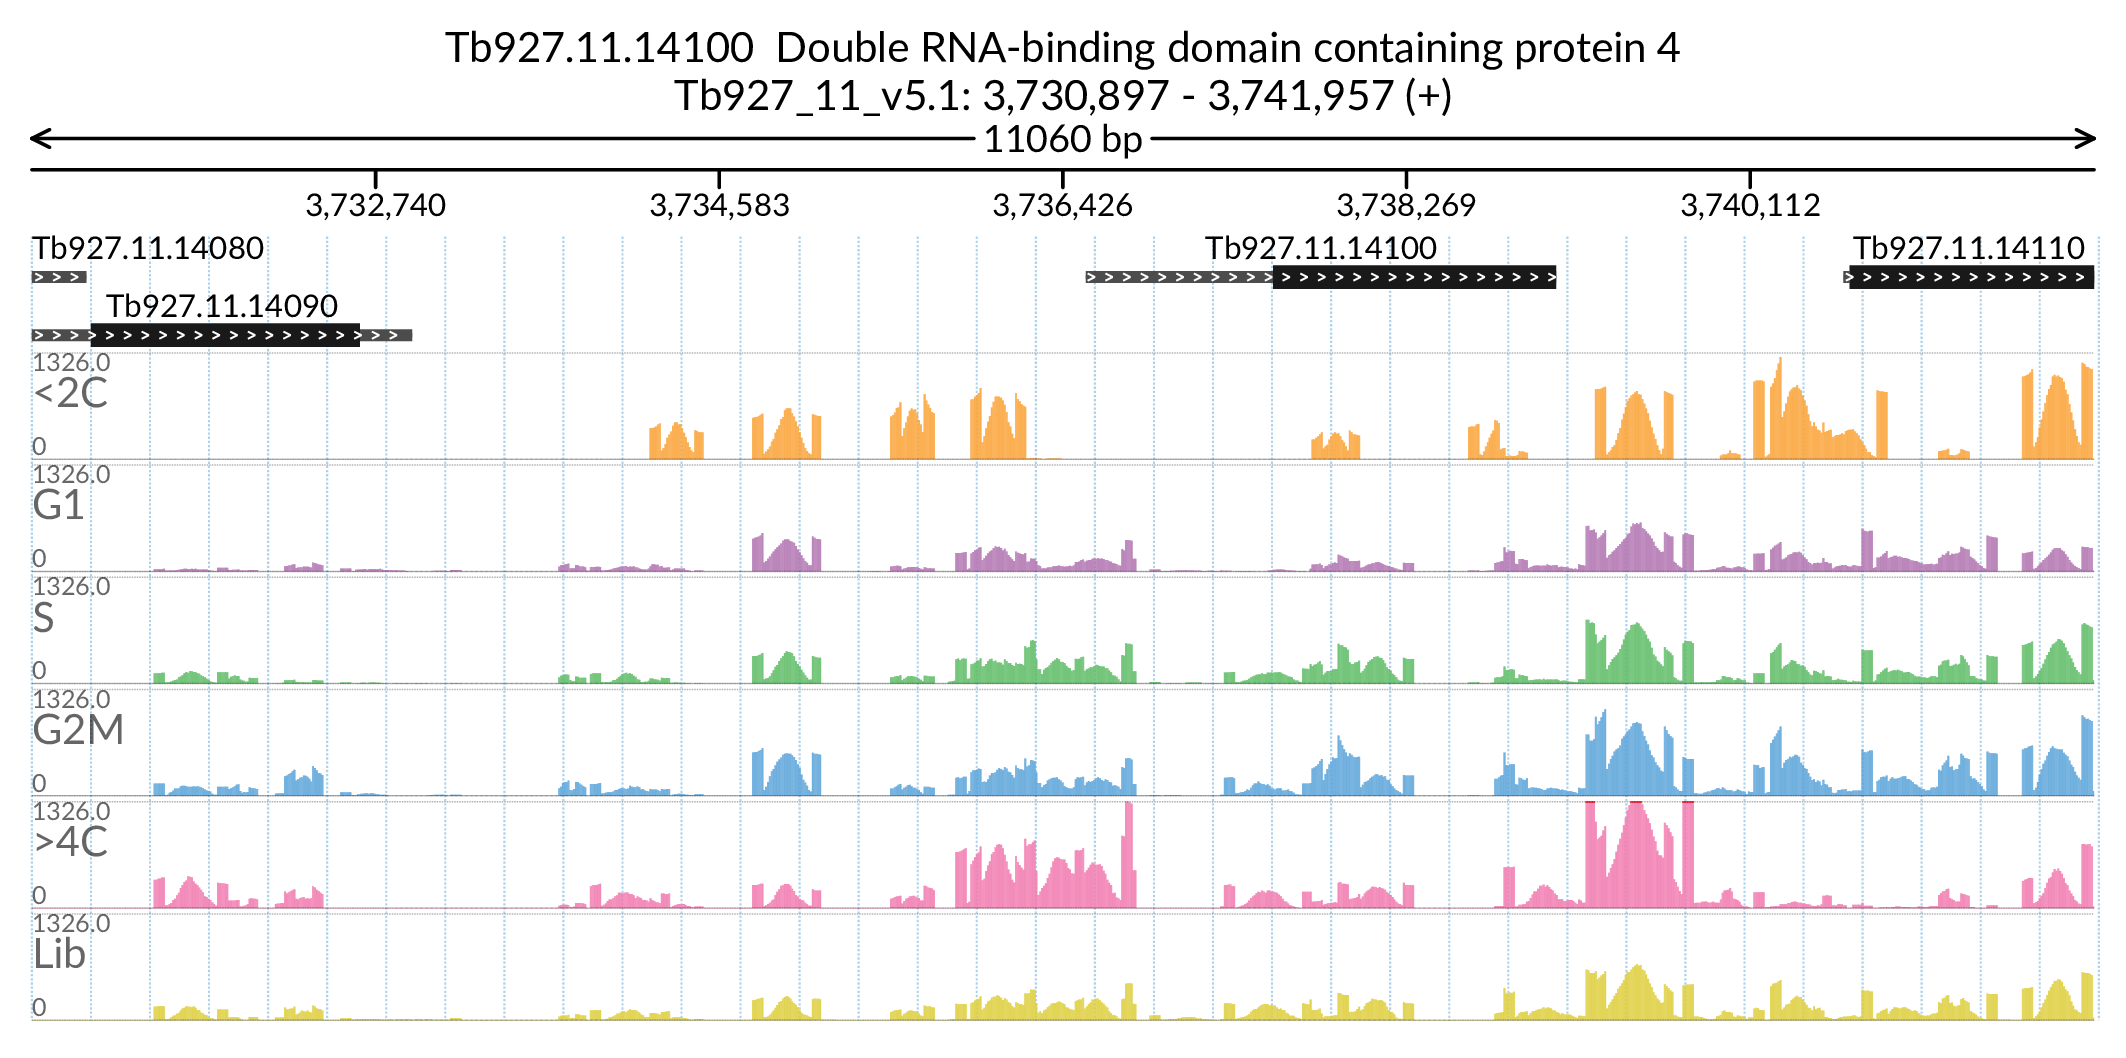 Tb927.11.14100  Double RNA-binding domain containing protein 4
Tb927_11_v5.1: 3,730,897 - 3,741,957 (+)
11060 bp
3,732,740 3,734,583 3,736,426 3,738,269 3,740,112
Tb927.11.14080 Tb927.11.14100 Tb927.11.14110
Tb927.11.14090
1326.0
<2C
0
1326.0
G1
0
1326.0
S
0
1326.0
G2M
0
1326.0
>4C
0
1326.0
Lib
0